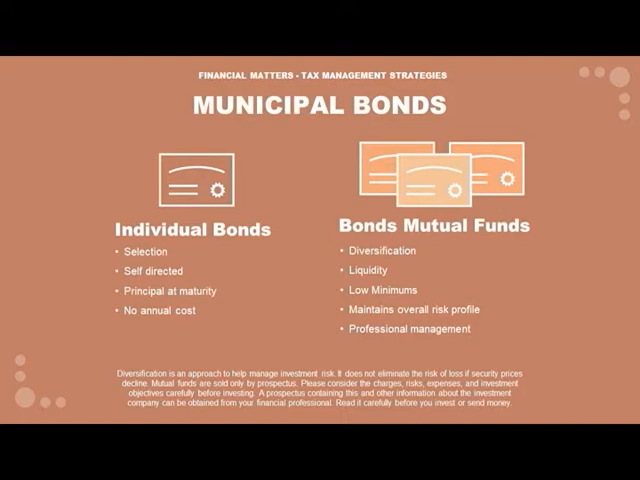 FINANCIAL MATTERS - TAX MANAGEMENT STRATEGIES
MUNICIPAL BONDS
Individual Bonds
• Selection
• Self directed
• Principal at maturity
• No annual cost
Bonds Mutual Funds
• Diversification
• Liquidity
• Low Minimums
• Maintains overall risk profile
• Professional management
Diversification is an approach to help manage investment risk. It does not eliminate the risk of loss if security prices
decline. Mutual funds are sold only by prospectus. Please consider the charges, risks, expenses, and investment
objectives carefully before investing. A prospectus containing this and other information about the investment
company can be obtained from your financial professional. Read it carefully before you invest or send money.